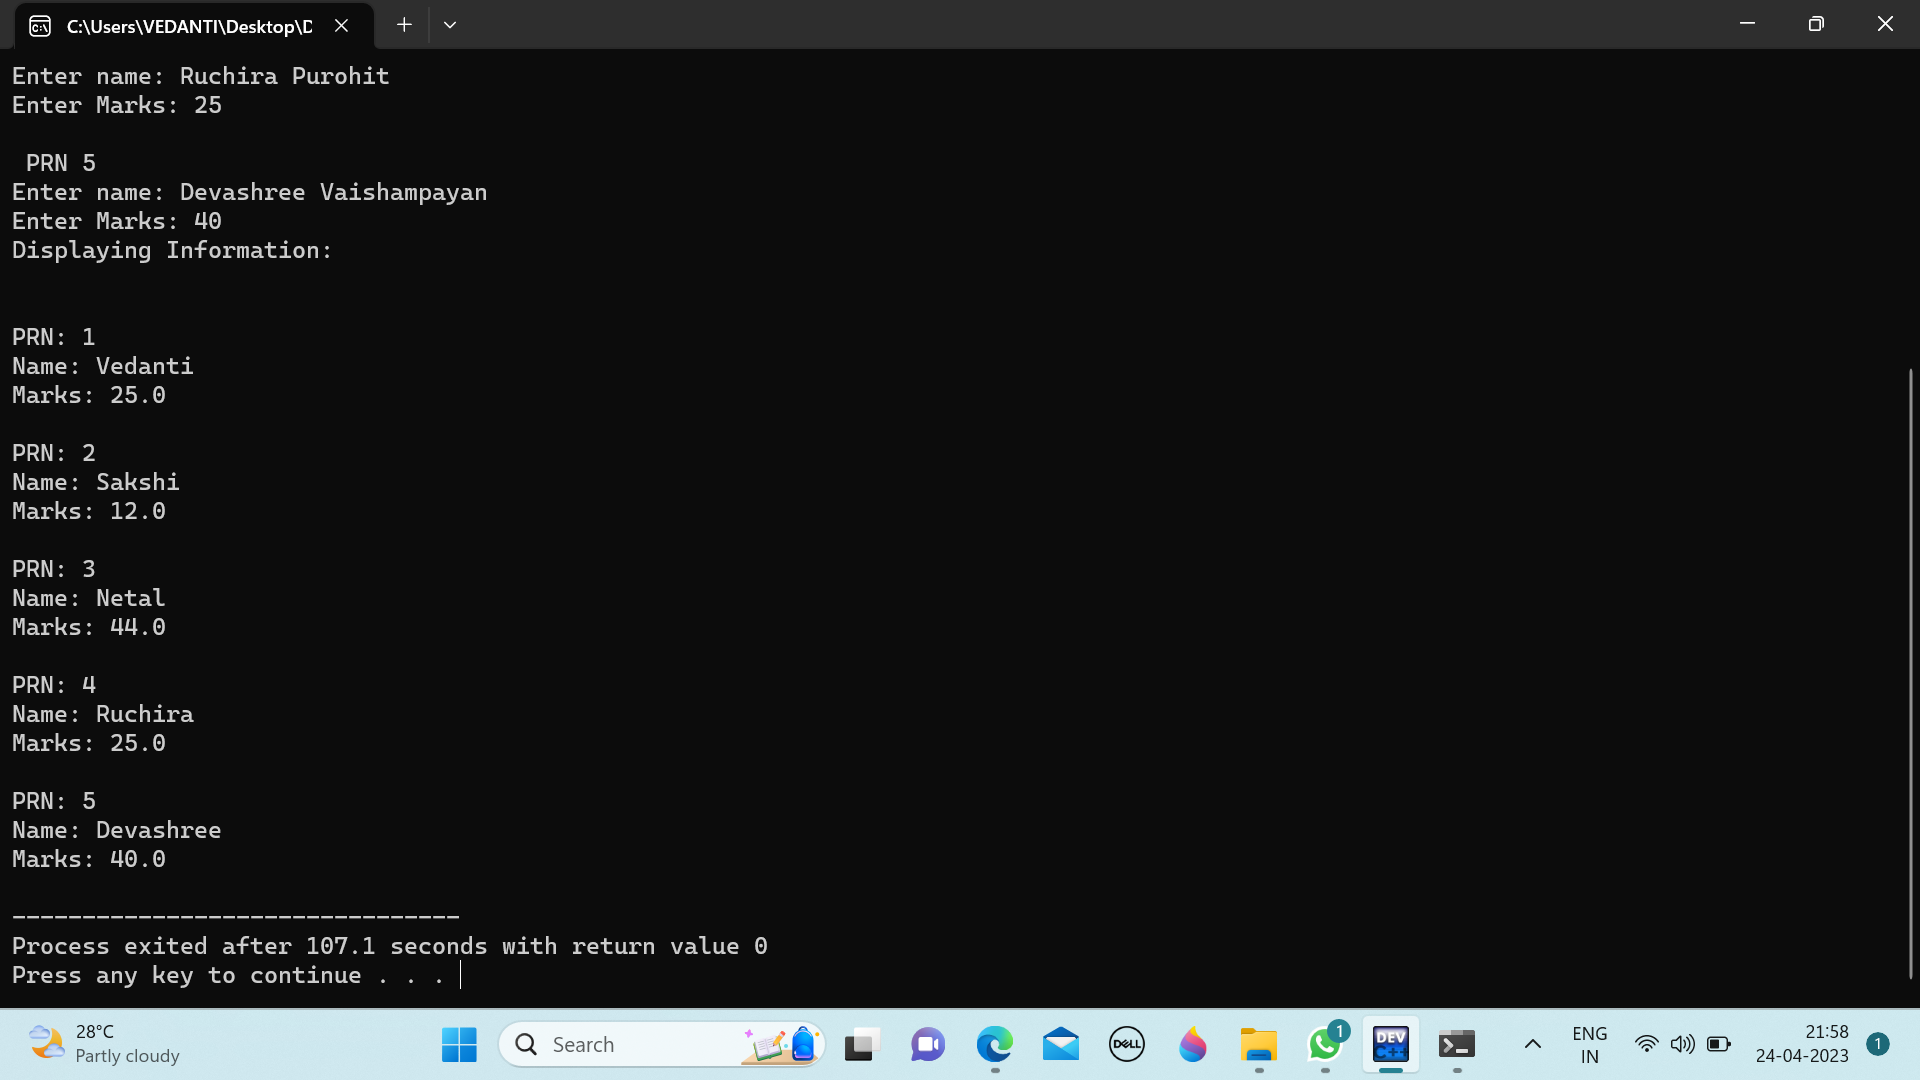 C:\Users\VEDANTI\Desktop\D
Enter name: Ruchira Purohit
Enter Marks: 25
PRN 5
Enter name: Devashree Vaishampayan
Enter Marks: 40
Displaying Information:
PRN: 1
Name: Vedanti
Marks: 25.0
PRN: 2
Name: Sakshi
Marks: 12.0
PRN: 3
Name: Netal
Marks: 44.0
PRN: 4
Name: Ruchira
Marks: 25.0
PRN: 5
Name: Devashree
Marks: 40.0
--------------------------------
Process exited after 107.1 seconds with return value 0
Press any key to continue . . .
28°C
Partly cloudy
Search
DELL
1
DEV
C++
ENG
IN
21:58
24-04-2023
1